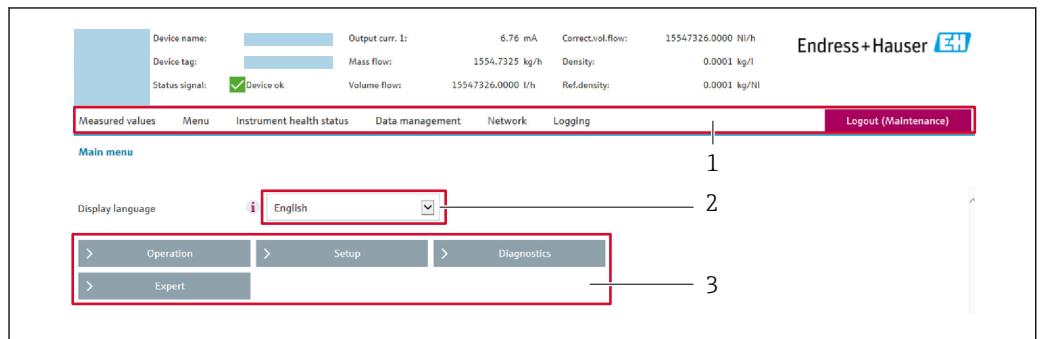 Device name: Output curr. 1: 6.76 mA Correct.vol.flow: 15547326.0000 Nl/h
Endress+Hauser EH
Device tag: Mass flow: 1554.7325 kg/h Density: 0.0001 kg/l
Status signal: Device ok Volume flow: 15547326.0000 l/h Ref.density: 0.0001 kg/Nl
Measured values Menu Instrument health status Data management Network Logging Logout (Maintenance)
1
Main menu
Display language i English 2
Operation Setup Diagnostics
Expert 3